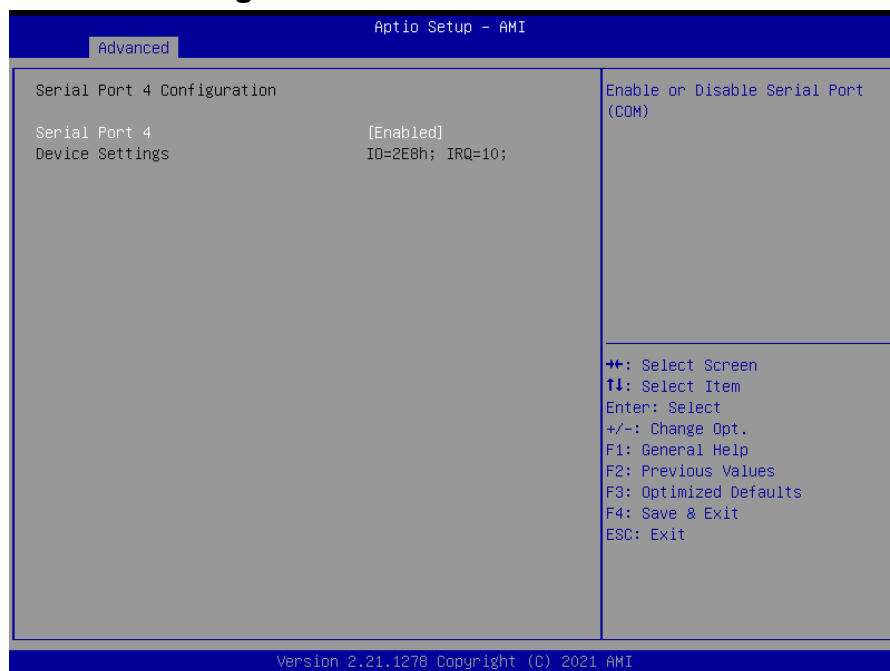 Aptio Setup – AMI
Advanced
Serial Port 4 Configuration
Serial Port 4 [Enabled]
Device Settings IO=2E8h; IRQ=10;
Enable or Disable Serial Port
(COM)
→←: Select Screen
↑↓: Select Item
Enter: Select
+/-: Change Opt.
F1: General Help
F2: Previous Values
F3: Optimized Defaults
F4: Save & Exit
ESC: Exit
Version 2.21.1278 Copyright (C) 2021 AMI